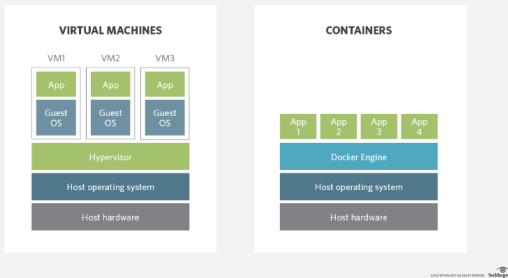 VIRTUAL MACHINES
VM1
VM2
VM3
App
App
App
Guest
OS
Guest
OS
Guest
OS
Hypervisor
Host operating system
Host hardware
CONTAINERS
App
1
App
2
App
3
App
4
Docker Engine
Host operating system
Host hardware
TechTarget